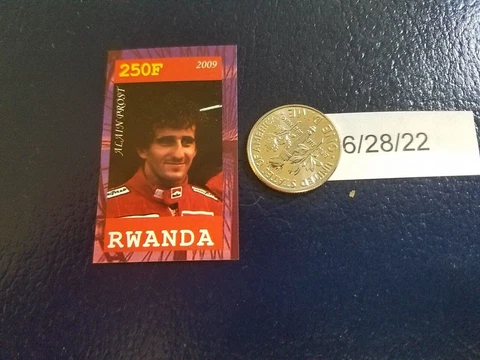 250F
2009
ALAIN PROST
RWANDA
6/28/22